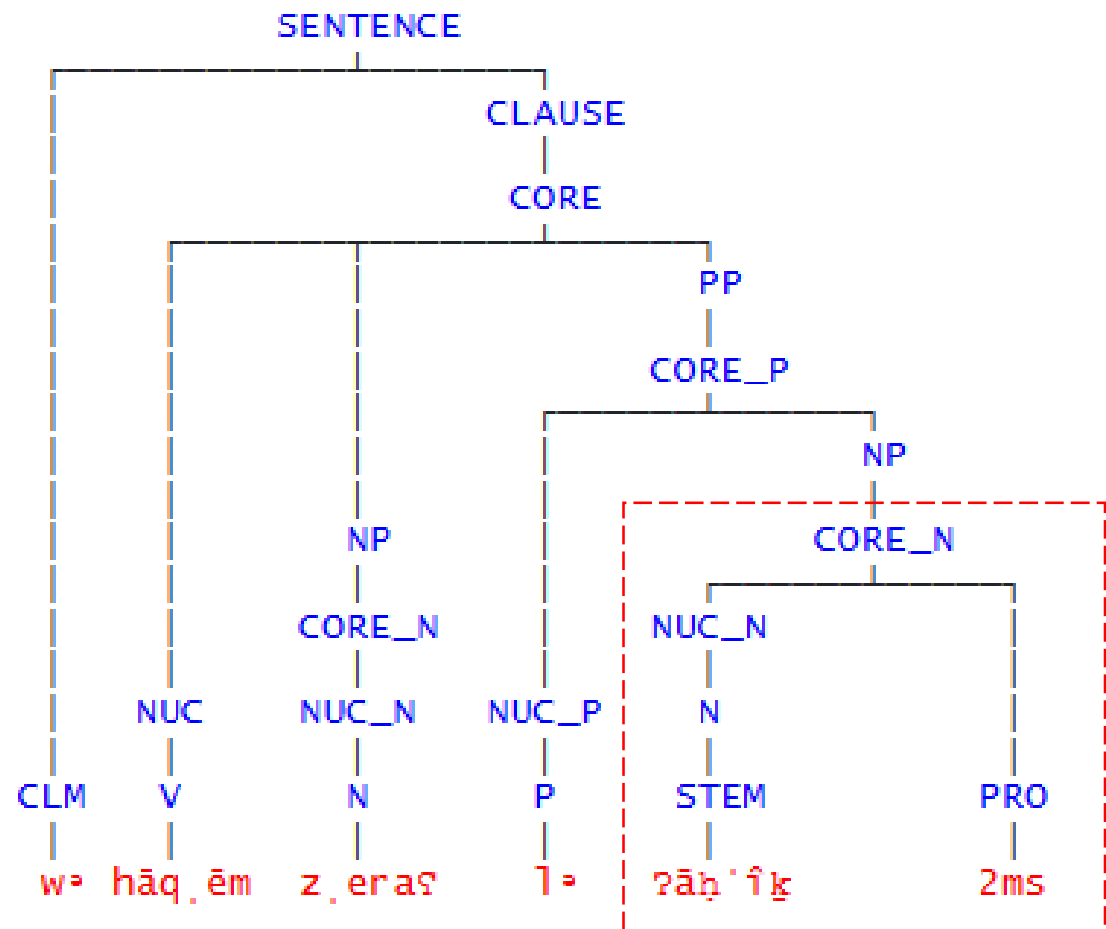 SENTENCE
CLAUSE
CORE
PP
CORE_P
NP
NP CORE_N
CORE_N NUC_N
NUC NUC_N NUC_P N
CLM V N P STEM PRO
wᵊ hāq ̣ēm z ̣eraʕ lᵊ ʔāḥ ̇îḵ 2ms